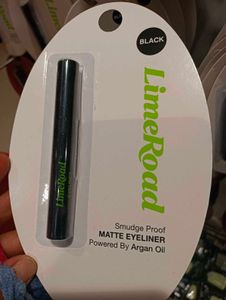 BLACK
LimeRoad
Smudge Proof
MATTE EYELINER
Powered By Argan Oil
LimeRoad